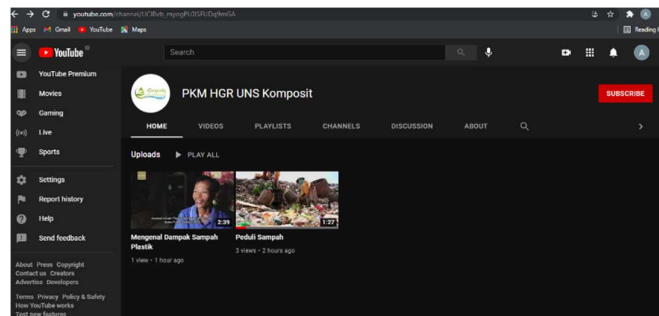 youtube.com/channel/
Apps Gmail YouTube Maps Reading l
YouTube
Search
A
YouTube Premium
Movies
Gaming
Live
Sports
Settings
Report history
Help
Send feedback
About Press Copyright
Contact us Creators
Advertise Developers
Terms Privacy Policy & Safety
How YouTube works
Test new features
PKM HGR UNS Komposit
SUBSCRIBE
HOME VIDEOS PLAYLISTS CHANNELS DISCUSSION ABOUT
Uploads PLAY ALL
2:39
Mengenal Dampak Sampah
Plastik
1 view • 1 hour ago
1:27
Peduli Sampah
3 views • 2 hours ago